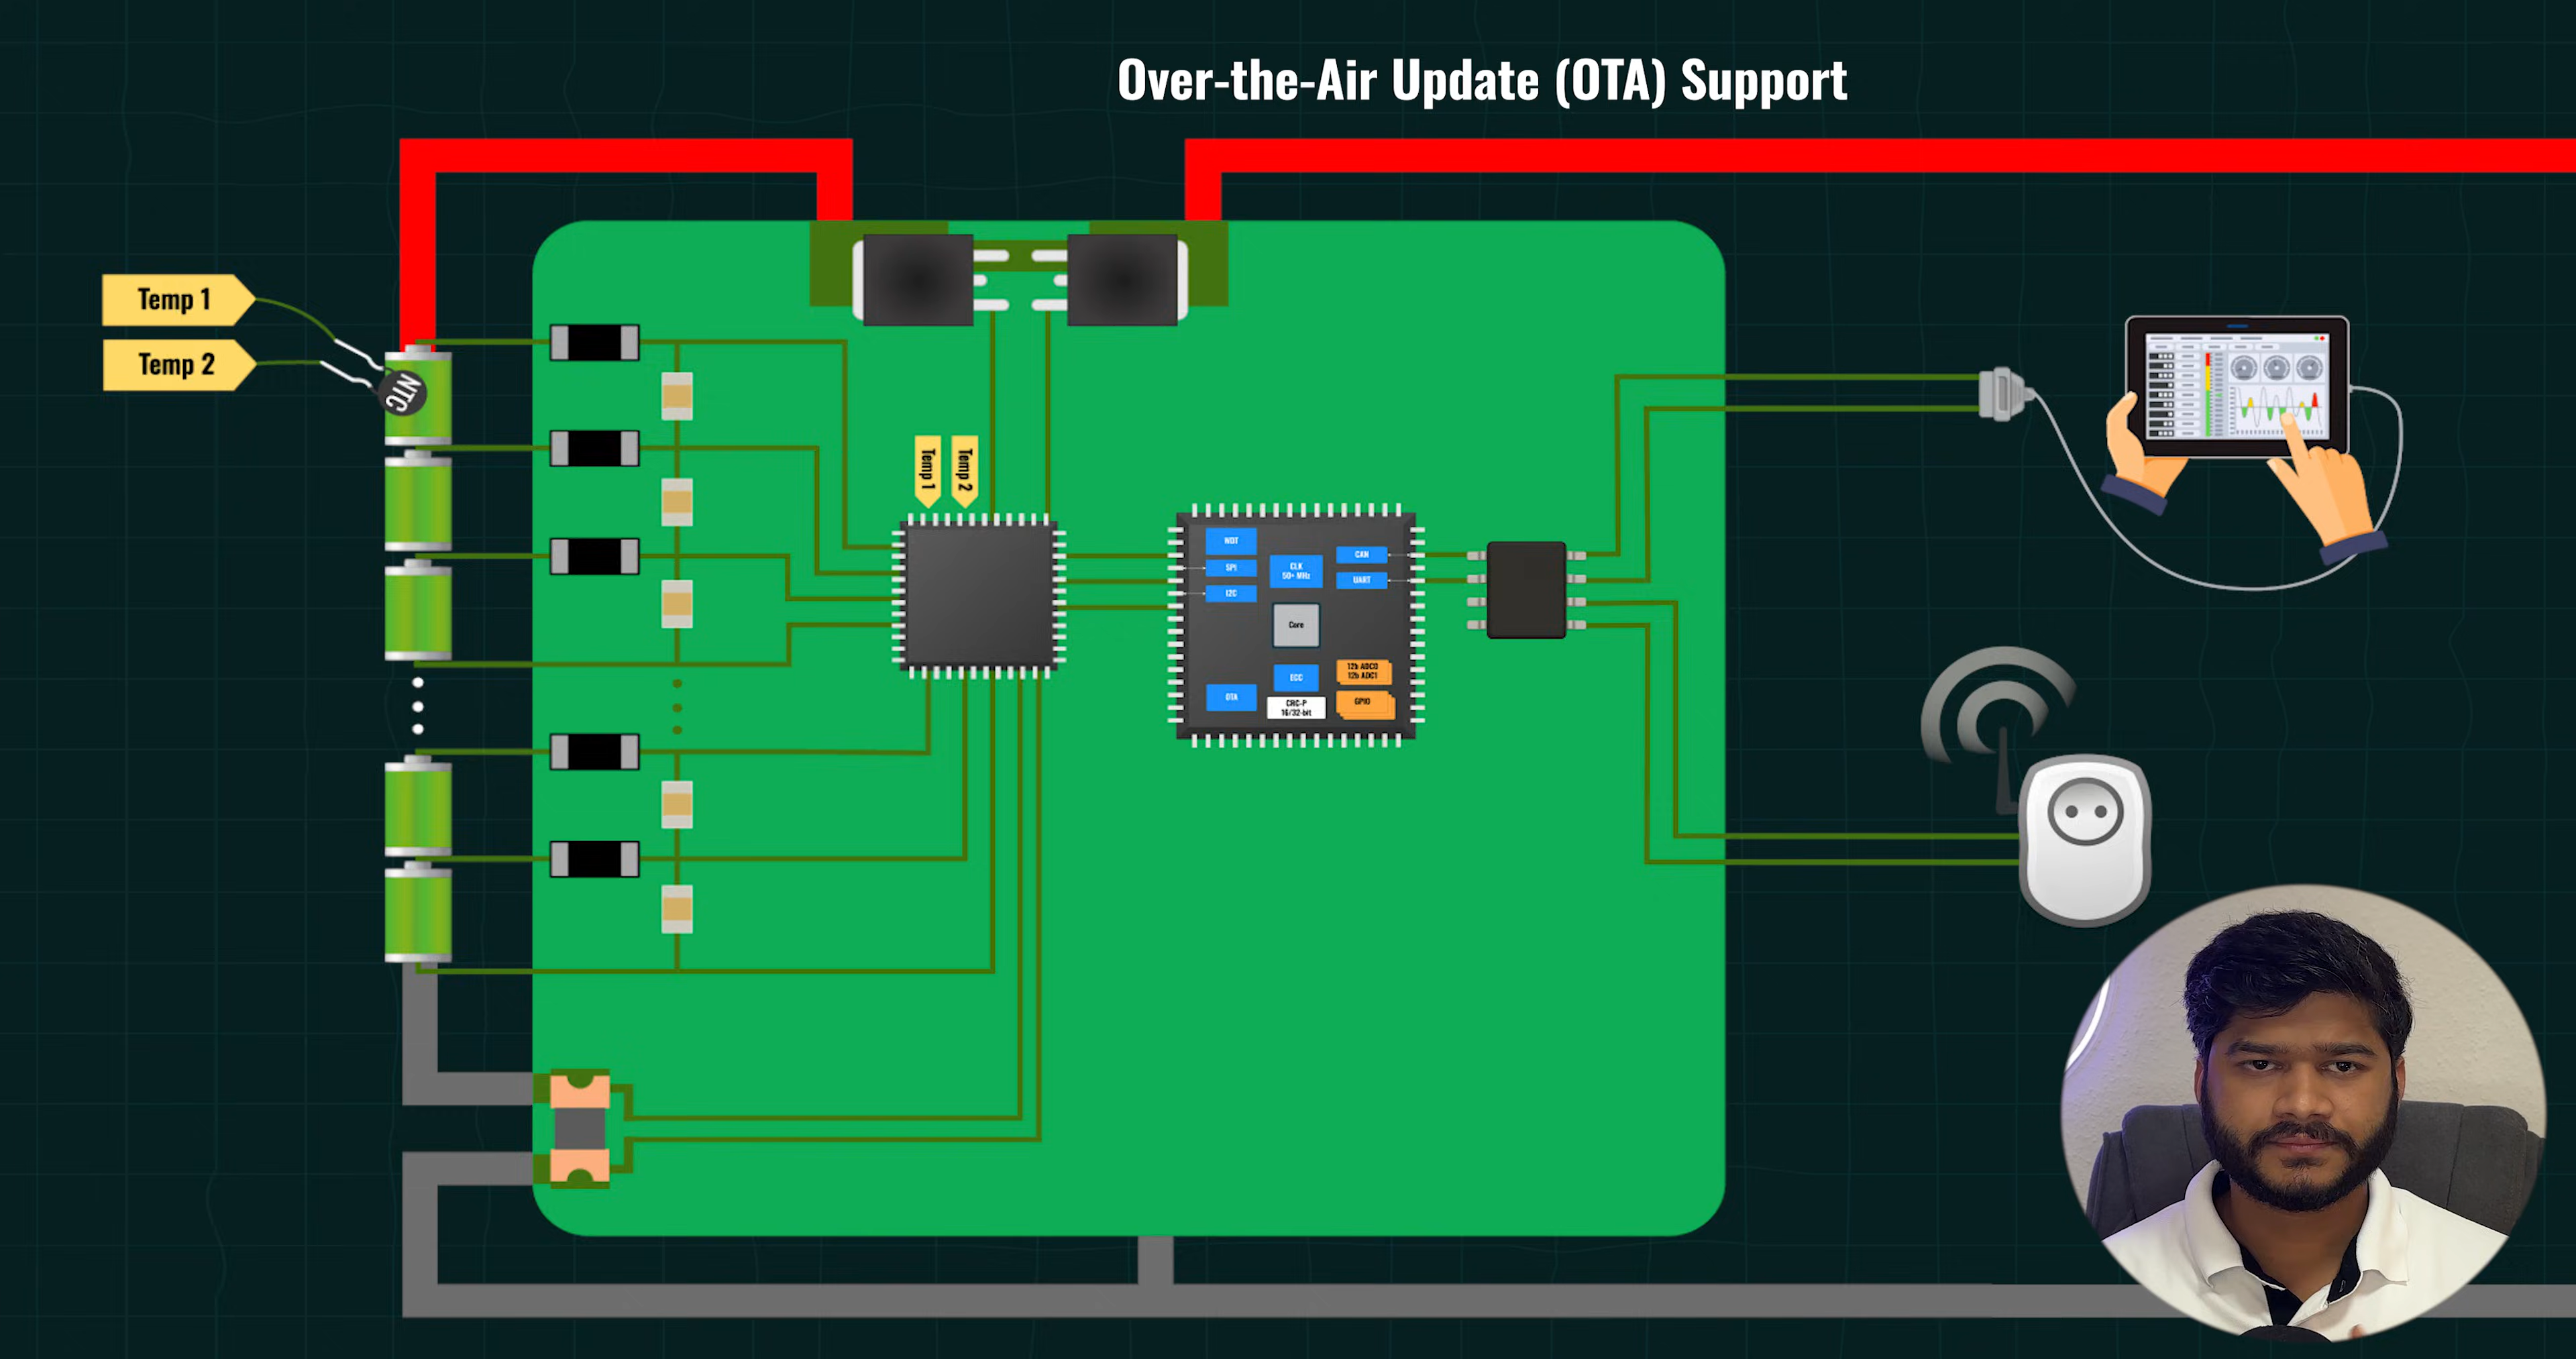 Over-the-Air Update (OTA) Support
Temp 1
Temp 2
NTC
Temp 1
Temp 2
WDT
SPI
I2C
CLK
50+ MHz
CAN
UART
Core
ECC
12b ADC0
12b ADC1
OTA
CRC-P
16/32-bit
GPIO